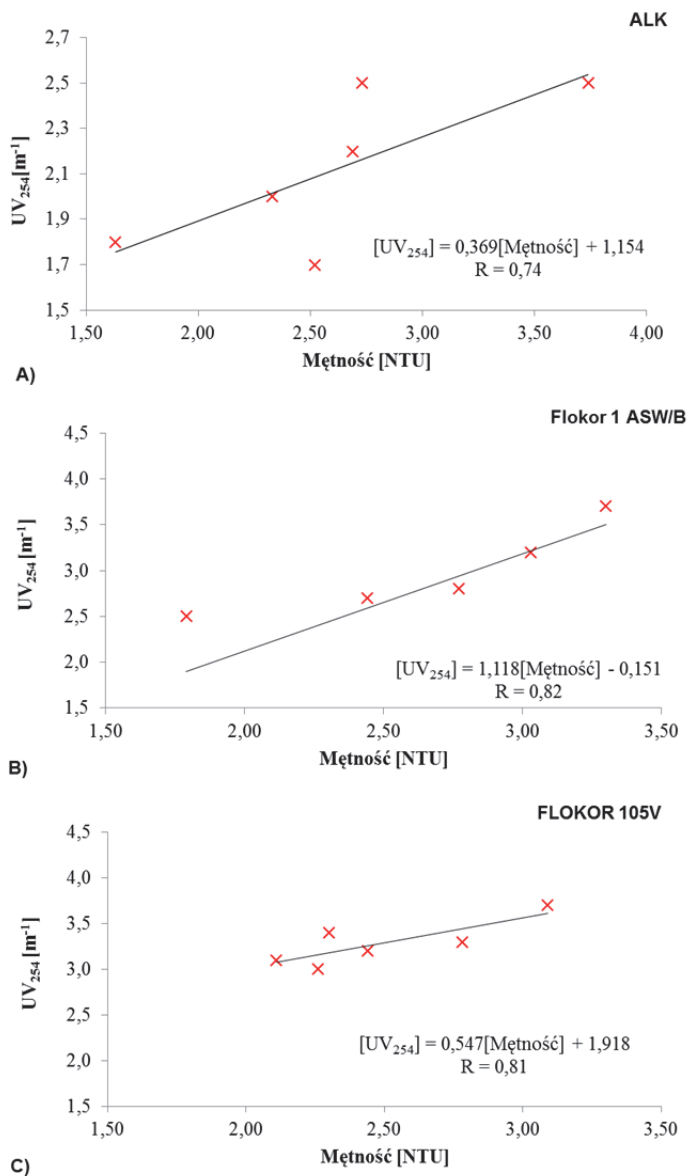 ALK
2,7
2,5
2,3
2,1
1,9
1,7
1,5
UV254[m-1]
[UV254] = 0,369[Mętność] + 1,154
R = 0,74
1,50 2,00 2,50 3,00 3,50 4,00
Mętność [NTU]
A)
Flokor 1 ASW/B
4,5
4,0
3,5
3,0
2,5
2,0
1,5
UV254[m-1]
[UV254] = 1,118[Mętność] - 0,151
R = 0,82
1,50 2,00 2,50 3,00 3,50
Mętność [NTU]
B)
FLOKOR 105V
4,5
4,0
3,5
3,0
2,5
2,0
1,5
UV254[m-1]
[UV254] = 0,547[Mętność] + 1,918
R = 0,81
1,50 2,00 2,50 3,00 3,50
Mętność [NTU]
C)